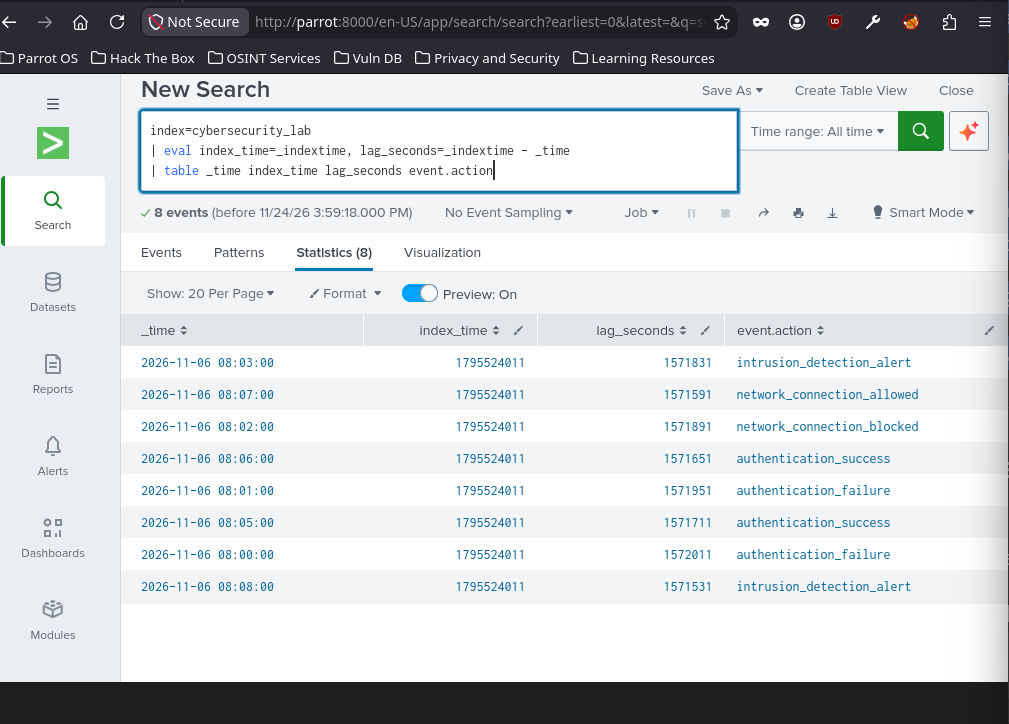 Not Secure http://parrot:8000/en-US/app/search/search?earliest=0&latest=&q=s
Parrot OS Hack The Box OSINT Services Vuln DB Privacy and Security Learning Resources
New Search Save As Create Table View Close
index=cybersecurity_lab
| eval index_time=_indextime, lag_seconds=_indextime - _time
| table _time index_time lag_seconds event.action
Time range: All time
8 events (before 11/24/26 3:59:18.000 PM) No Event Sampling Job Smart Mode
Search
Datasets
Reports
Alerts
Dashboards
Modules
Events Patterns Statistics (8) Visualization
Show: 20 Per Page Format Preview: On
_time index_time lag_seconds event.action
2026-11-06 08:03:00 1795524011 1571831 intrusion_detection_alert
2026-11-06 08:07:00 1795524011 1571591 network_connection_allowed
2026-11-06 08:02:00 1795524011 1571891 network_connection_blocked
2026-11-06 08:06:00 1795524011 1571651 authentication_success
2026-11-06 08:01:00 1795524011 1571951 authentication_failure
2026-11-06 08:05:00 1795524011 1571711 authentication_success
2026-11-06 08:00:00 1795524011 1572011 authentication_failure
2026-11-06 08:08:00 1795524011 1571531 intrusion_detection_alert